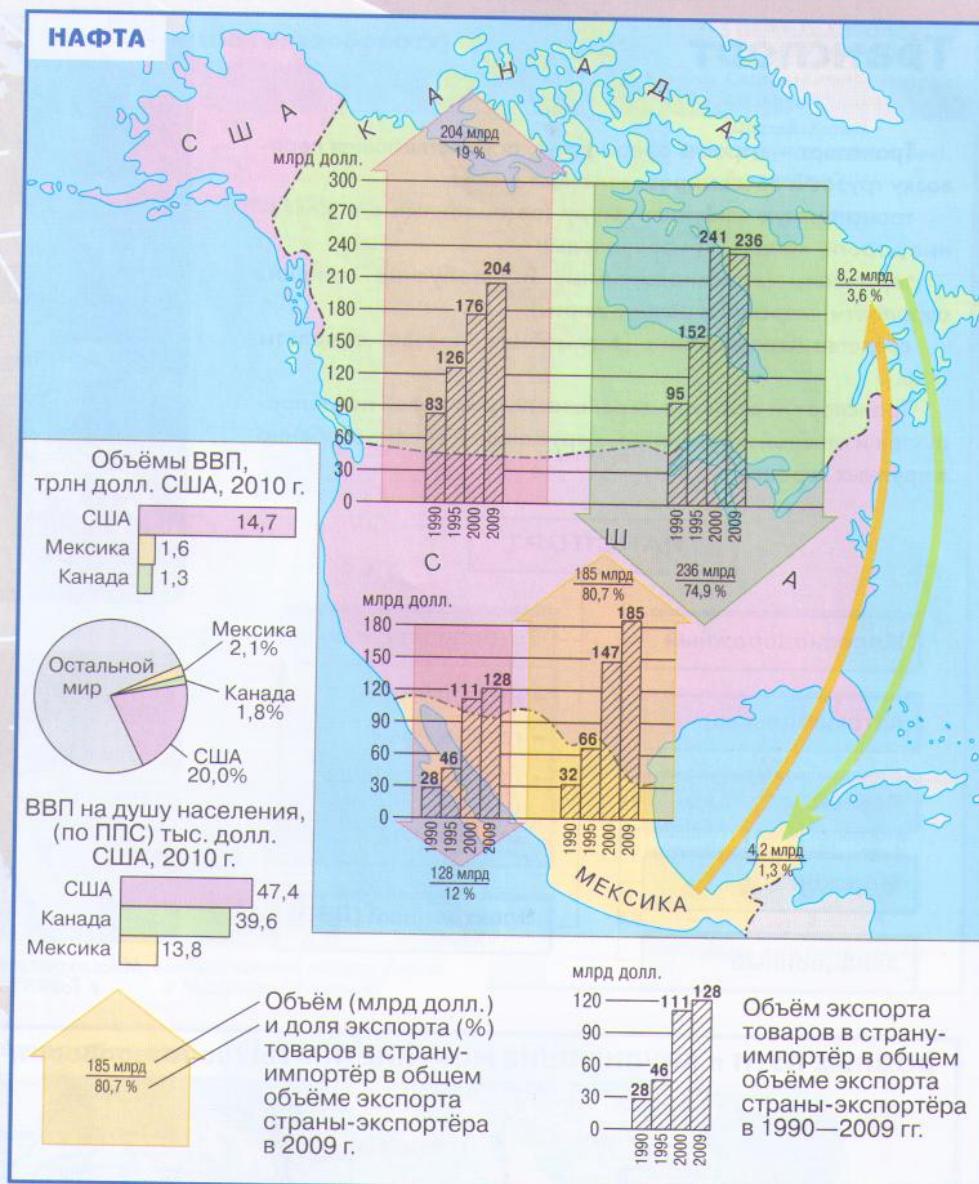 НАФТА
США
КАНАДА
204 млрд
19 %
млрд долл.
300
270
240
210
180
150
120
90
60
30
0
83
126
176
204
1990
1995
2000
2009
95
152
241
236
1990
1995
2000
2009
8,2 млрд
3,6 %
США
236 млрд
74,9 %
185 млрд
80,7 %
млрд долл.
180
150
120
90
60
30
0
28
46
111
128
1990
1995
2000
2009
32
66
147
185
1990
1995
2000
2009
128 млрд
12 %
4,2 млрд
1,3 %
МЕКСИКА
Объёмы ВВП,
трлн долл. США, 2010 г.
США 14,7
Мексика 1,6
Канада 1,3
Остальной
мир
Мексика
2,1%
Канада
1,8%
США
20,0%
ВВП на душу населения,
(по ППС) тыс. долл.
США, 2010 г.
США 47,4
Канада 39,6
Мексика 13,8
185 млрд
80,7 %
Объём (млрд долл.)
и доля экспорта (%)
товаров в страну-
импортёр в общем
объёме экспорта
страны-экспортёра
в 2009 г.
млрд долл.
120
90
60
30
0
28
46
111
128
1990
1995
2000
2009
Объём экспорта
товаров в страну-
импортёр в общем
объёме экспорта
страны-экспортёра
в 1990—2009 гг.